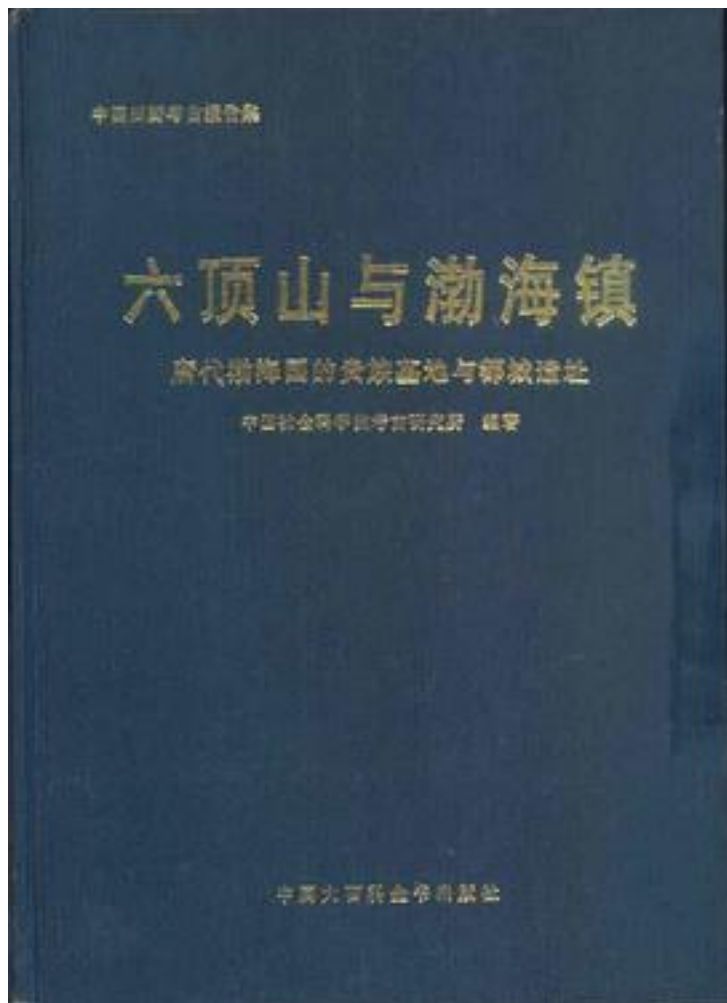 中国田野考古报告集
六顶山与渤海镇
唐代渤海国的贵族墓地与都城遗址
中国社会科学院考古研究所 编著
中国大百科全书出版社